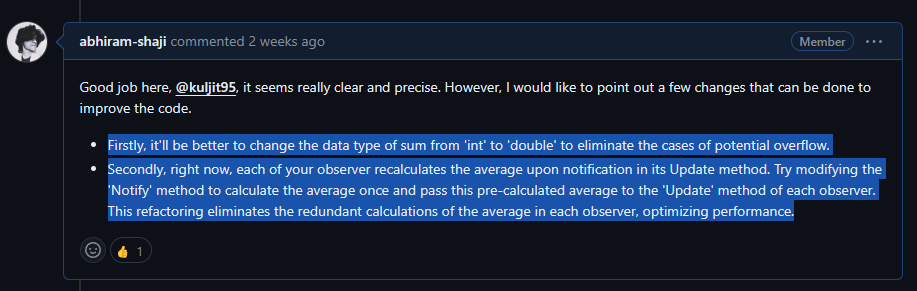 abhiram-shaji commented 2 weeks ago Member ...
Good job here, @kuljit95, it seems really clear and precise. However, I would like to point out a few changes that can be done to
improve the code.
• Firstly, it'll be better to change the data type of sum from 'int' to 'double' to eliminate the cases of potential overflow.
• Secondly, right now, each of your observer recalculates the average upon notification in its Update method. Try modifying the
'Notify' method to calculate the average once and pass this pre-calculated average to the 'Update' method of each observer.
This refactoring eliminates the redundant calculations of the average in each observer, optimizing performance.
👍 1